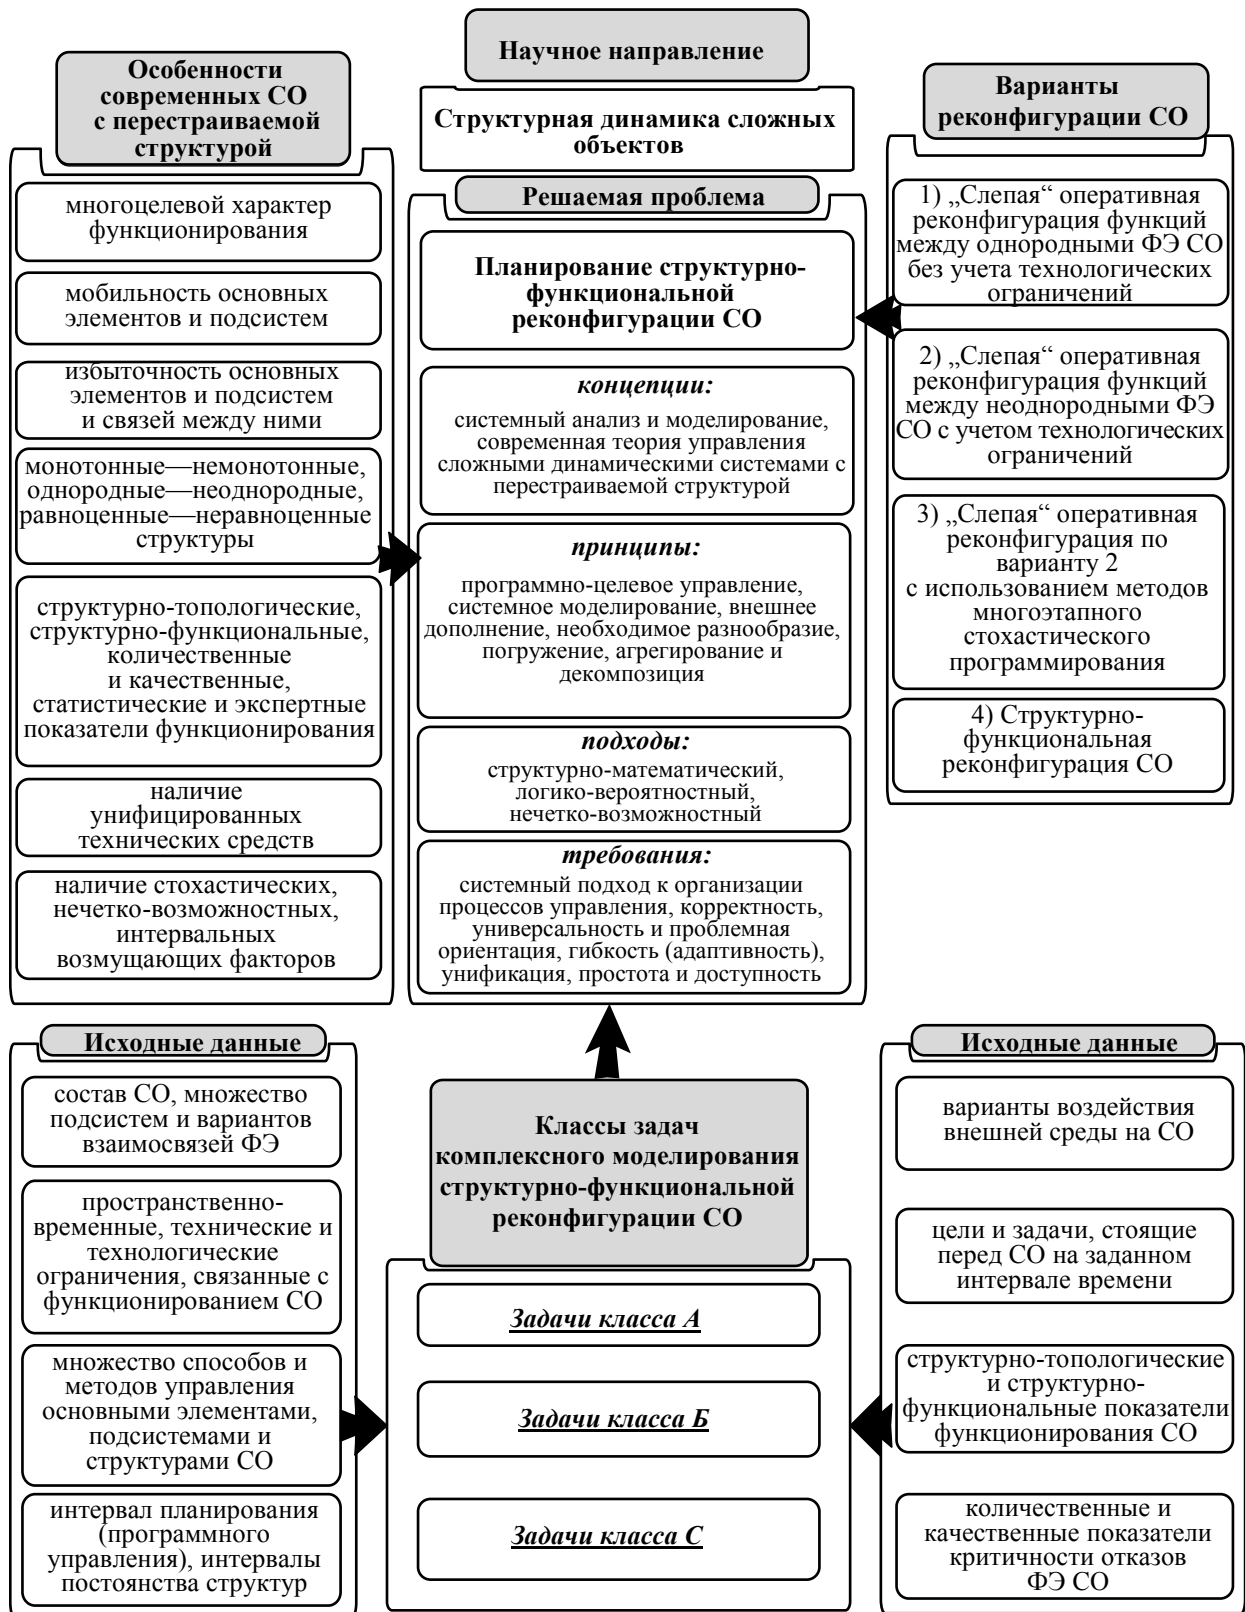 Научное направление
Структурная динамика сложных
объектов
Особенности
современных СО
с перестраиваемой
структурой
многоцелевой характер
функционирования
мобильность основных
элементов и подсистем
избыточность основных
элементов и подсистем
и связей между ними
монотонные—немонотонные,
однородные—неоднородные,
равноценные—неравноценные
структуры
структурно-топологические,
структурно-функциональные,
количественные
и качественные,
статистические и экспертные
показатели функционирования
наличие
унифицированных
технических средств
наличие стохастических,
нечетко-возможностных,
интервальных
возмущающих факторов
Решаемая проблема
Планирование структурно-
функциональной
реконфигурации СО
концепции:
системный анализ и моделирование,
современная теория управления
сложными динамическими системами с
перестраиваемой структурой
принципы:
программно-целевое управление,
системное моделирование, внешнее
дополнение, необходимое разнообразие,
погружение, агрегирование и
декомпозиция
подходы:
структурно-математический,
логико-вероятностный,
нечетко-возможностный
требования:
системный подход к организации
процессов управления, корректность,
универсальность и проблемная
ориентация, гибкость (адаптивность),
унификация, простота и доступность
Варианты
реконфигурации СО
1) „Слепая“ оперативная
реконфигурация функций
между однородными ФЭ СО
без учета технологических
ограничений
2) „Слепая“ оперативная
реконфигурация функций
между неоднородными ФЭ
СО с учетом технологических
ограничений
3) „Слепая“ оперативная
реконфигурация по
варианту 2
с использованием методов
многоэтапного
стохастического
программирования
4) Структурно-
функциональная
реконфигурация СО
Исходные данные
состав СО, множество
подсистем и вариантов
взаимосвязей ФЭ
пространственно-
временные, технические и
технологические
ограничения, связанные с
функционированием СО
множество способов и
методов управления
основными элементами,
подсистемами и
структурами СО
интервал планирования
(программного
управления), интервалы
постоянства структур
Классы задач
комплексного моделирования
структурно-функциональной
реконфигурации СО
Задачи класса А
Задачи класса Б
Задачи класса С
Исходные данные
варианты воздействия
внешней среды на СО
цели и задачи, стоящие
перед СО на заданном
интервале времени
структурно-топологические
и структурно-
функциональные показатели
функционирования СО
количественные и
качественные показатели
критичности отказов
ФЭ СО